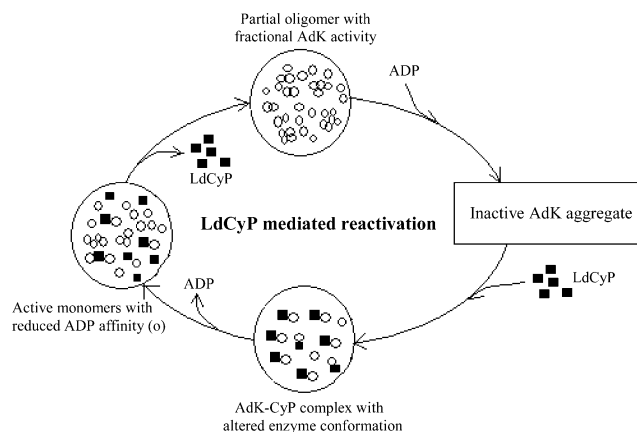 Partial oligomer with
fractional AdK activity
ADP
LdCyP
LdCyP mediated reactivation
Inactive AdK aggregate
LdCyP
ADP
Active monomers with
reduced ADP affinity (o)
AdK-CyP complex with
altered enzyme conformation